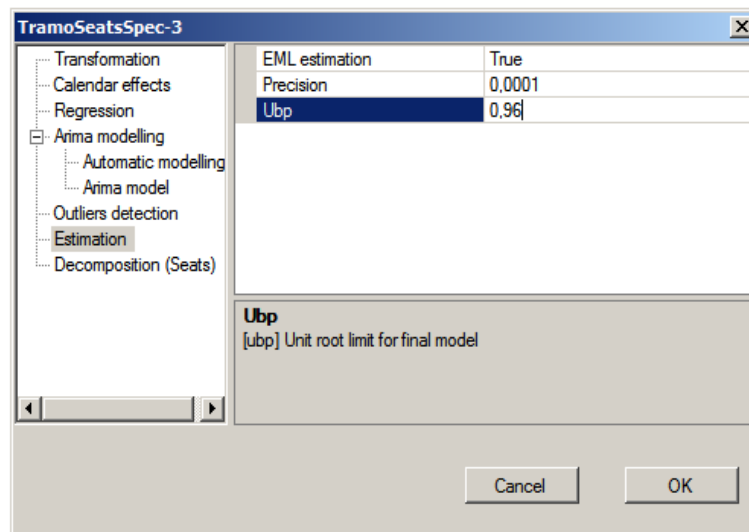 TramoSeatsSpec-3
Transformation
Calendar effects
Regression
Arima modelling
Automatic modelling
Arima model
Outliers detection
Estimation
Decomposition (Seats)
EML estimation True
Precision 0,0001
Ubp 0,96
Ubp
[ubp] Unit root limit for final model
Cancel OK